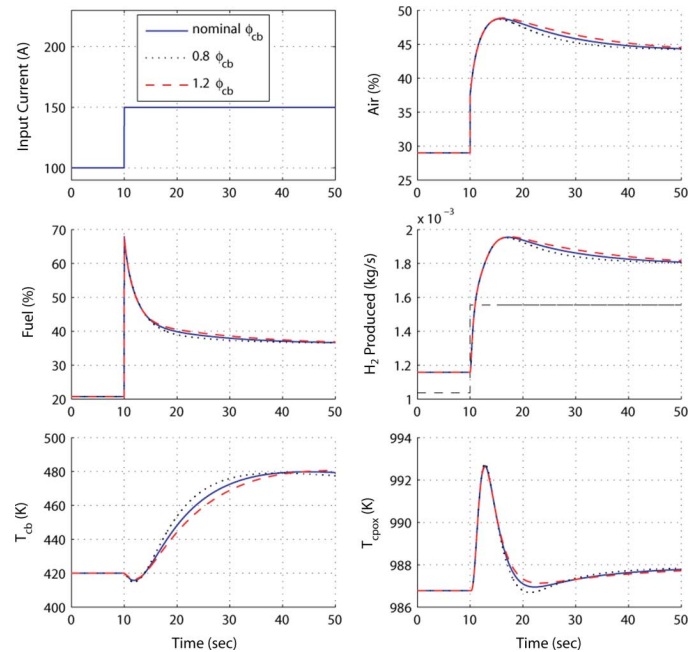 nominal ϕcb
0.8 ϕcb
1.2 ϕcb
Input Current (A)
200
150
100
0 10 20 30 40 50
Air (%)
50
45
40
35
30
25
0 10 20 30 40 50
Fuel (%)
70
60
50
40
30
20
0 10 20 30 40 50
x 10⁻³
H₂ Produced (kg/s)
2
1.8
1.6
1.4
1.2
1
0 10 20 30 40 50
Tcb (K)
500
480
460
440
420
400
0 10 20 30 40 50
Time (sec)
Tcpox (K)
994
992
990
988
986
0 10 20 30 40 50
Time (sec)